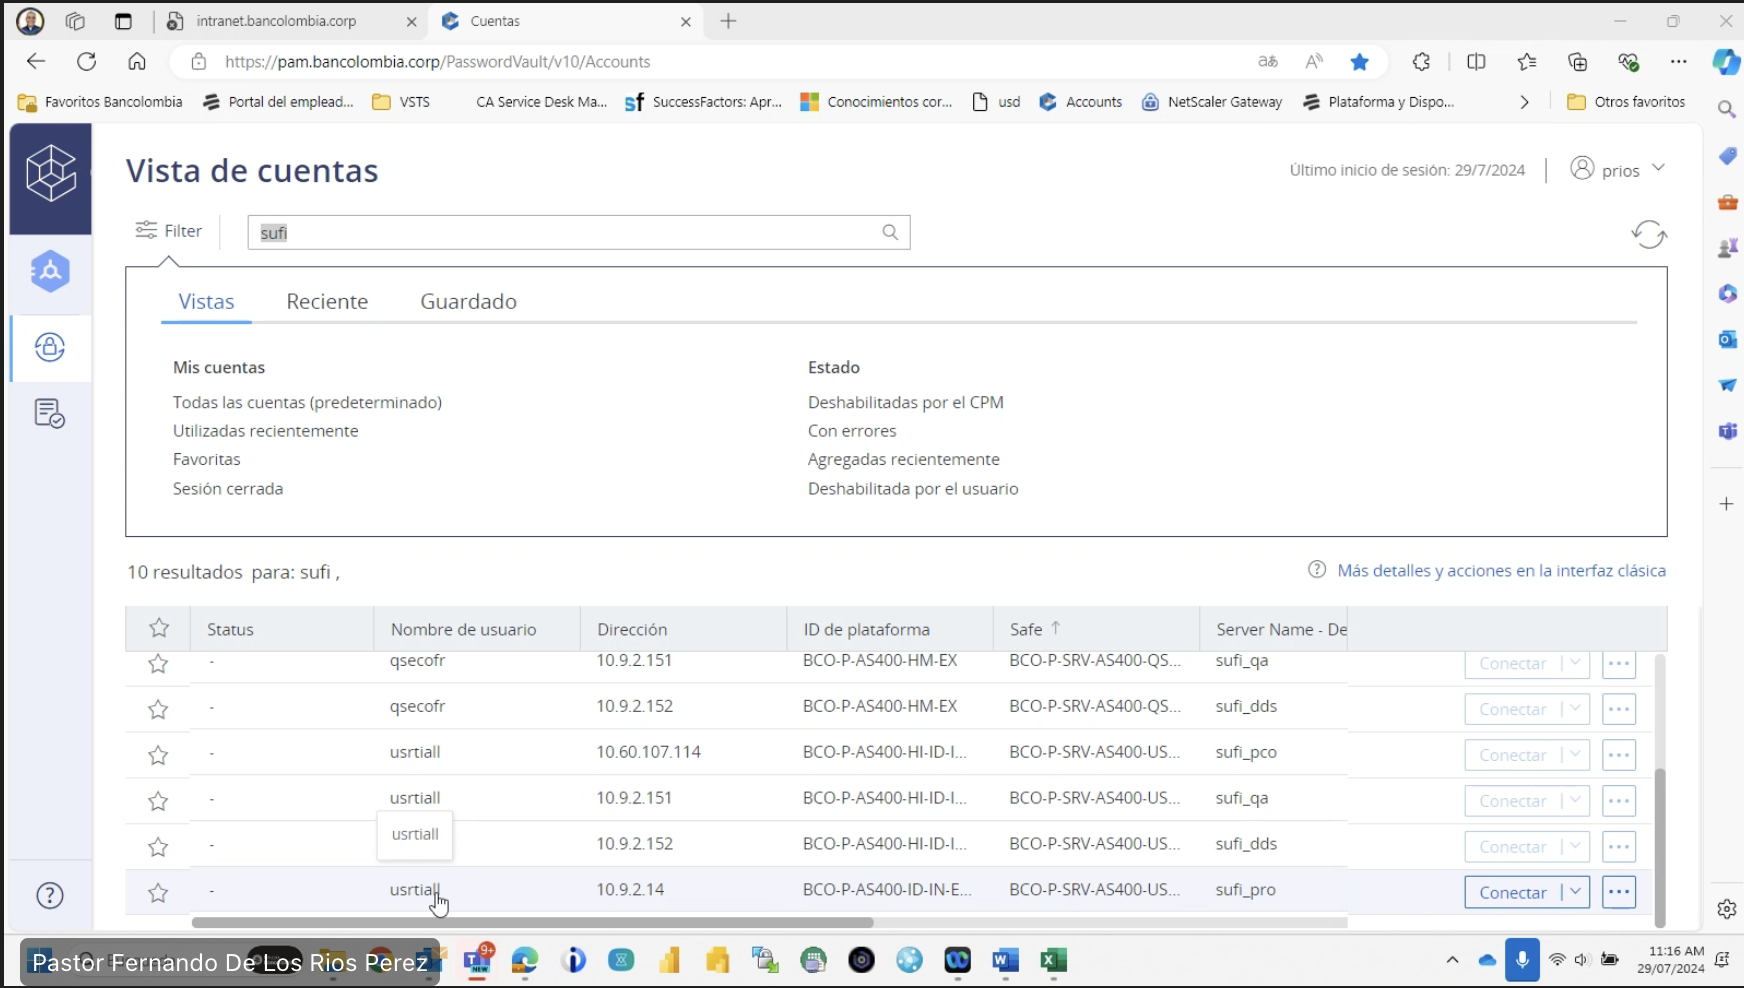 intranet.bancolombia.corp
Cuentas
https://pam.bancolombia.corp/PasswordVault/v10/Accounts
Favoritos Bancolombia
Portal del emplead...
VSTS
CA Service Desk Ma...
SuccessFactors: Apr...
Conocimientos cor...
usd
Accounts
NetScaler Gateway
Plataforma y Dispo...
Otros favoritos
Vista de cuentas
Último inicio de sesión: 29/7/2024
prios
Filter
sufi
Vistas Reciente Guardado
Mis cuentas
Todas las cuentas (predeterminado)
Utilizadas recientemente
Favoritas
Sesión cerrada
Estado
Deshabilitadas por el CPM
Con errores
Agregadas recientemente
Deshabilitada por el usuario
10 resultados para: sufi ,
Más detalles y acciones en la interfaz clásica
Status Nombre de usuario Dirección ID de plataforma Safe Server Name - De
- qsecofr 10.9.2.151 BCO-P-AS400-HM-EX BCO-P-SRV-AS400-QS... sufi_qa Conectar
- qsecofr 10.9.2.152 BCO-P-AS400-HM-EX BCO-P-SRV-AS400-QS... sufi_dds Conectar
- usrtiall 10.60.107.114 BCO-P-AS400-HI-ID-I... BCO-P-SRV-AS400-US... sufi_pco Conectar
- usrtiall 10.9.2.151 BCO-P-AS400-HI-ID-I... BCO-P-SRV-AS400-US... sufi_qa Conectar
usrtiall
- 10.9.2.152 BCO-P-AS400-HI-ID-I... BCO-P-SRV-AS400-US... sufi_dds Conectar
- usrtiall 10.9.2.14 BCO-P-AS400-ID-IN-E... BCO-P-SRV-AS400-US... sufi_pro Conectar
Pastor Fernando De Los Rios Perez
9+
NEW
11:16 AM
29/07/2024